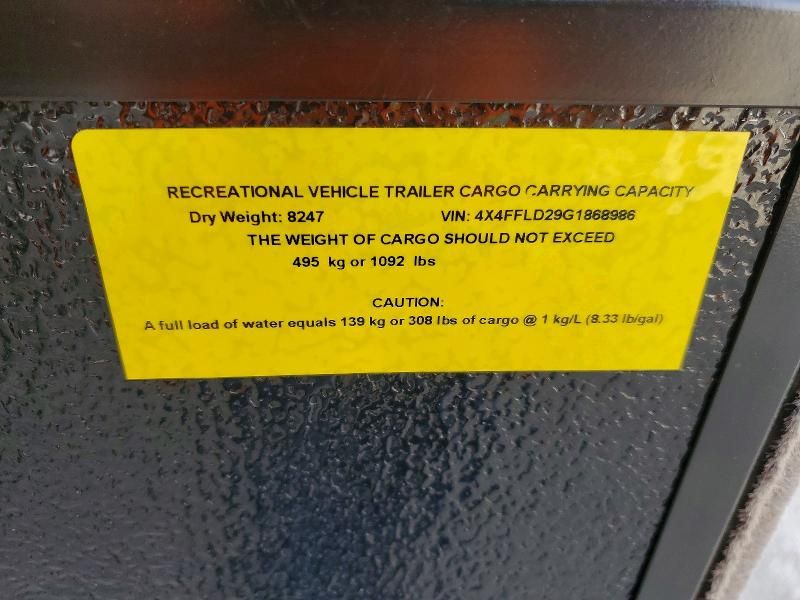 RECREATIONAL VEHICLE TRAILER CARGO CARRYING CAPACITY
Dry Weight: 8247 VIN: 4X4FFLD29G1868986
THE WEIGHT OF CARGO SHOULD NOT EXCEED
495 kg or 1092 lbs
CAUTION:
A full load of water equals 139 kg or 308 lbs of cargo @ 1 kg/L (8.33 lb/gal)